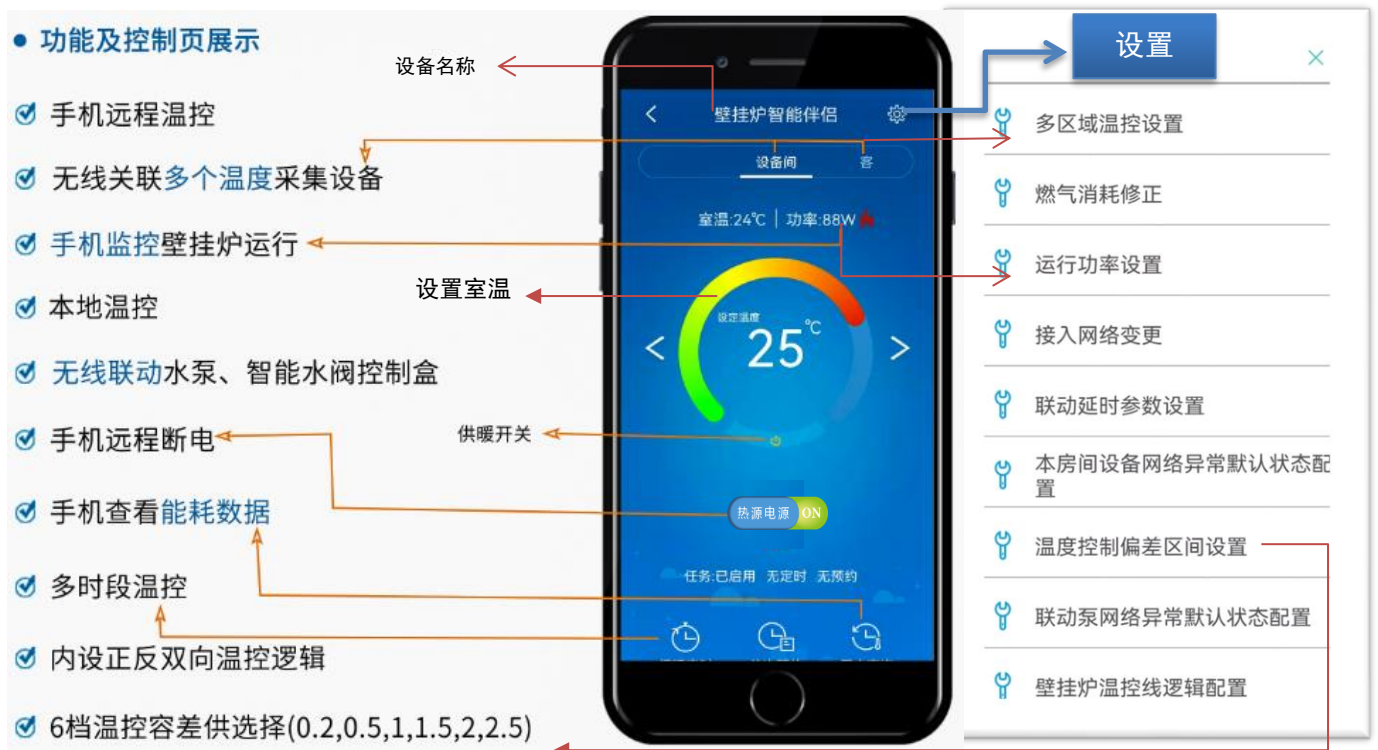 功能及控制页展示
手机远程温控
无线关联多个温度采集设备
手机监控壁挂炉运行
本地温控
无线联动水泵、智能水阀控制盒
手机远程断电
手机查看能耗数据
多时段温控
内设正反双向温控逻辑
6档温控容差供选择(0.2,0.5,1,1.5,2,2.5)
设备名称
设置室温
供暖开关
壁挂炉智能伴侣
设备间 客
室温:24℃ | 功率:88W
设定温度
25℃
热源电源 ON
任务:已启用 无定时 无预约
设置
多区域温控设置
燃气消耗修正
运行功率设置
接入网络变更
联动延时参数设置
本房间设备网络异常默认状态配
置
温度控制偏差区间设置
联动泵网络异常默认状态配置
壁挂炉温控线逻辑配置